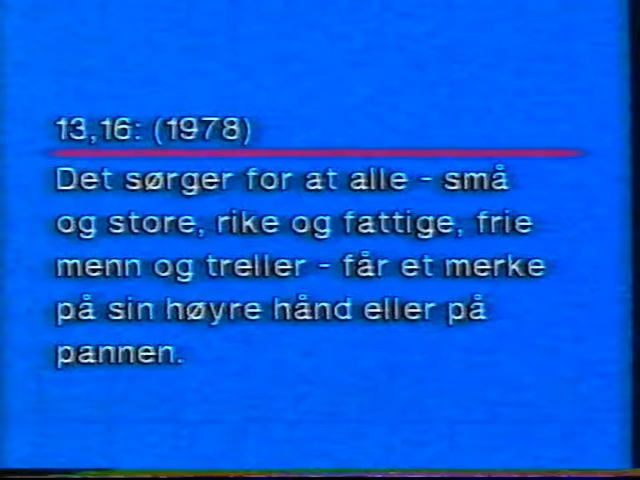 13,16: (1978)
Det sørger for at alle - små
og store, rike og fattige, frie
menn og treller - får et merke
på sin høyre hånd eller på
pannen.